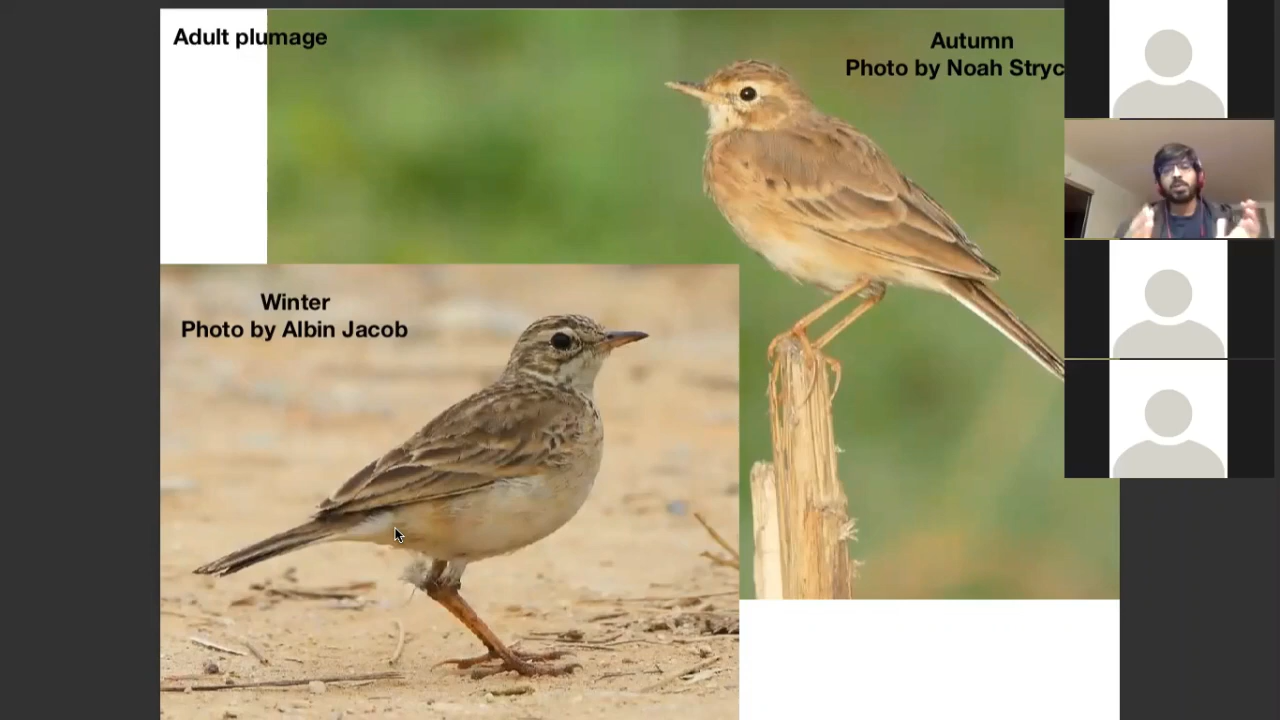 Adult plumage
Autumn
Photo by Noah Stryc
Winter
Photo by Albin Jacob